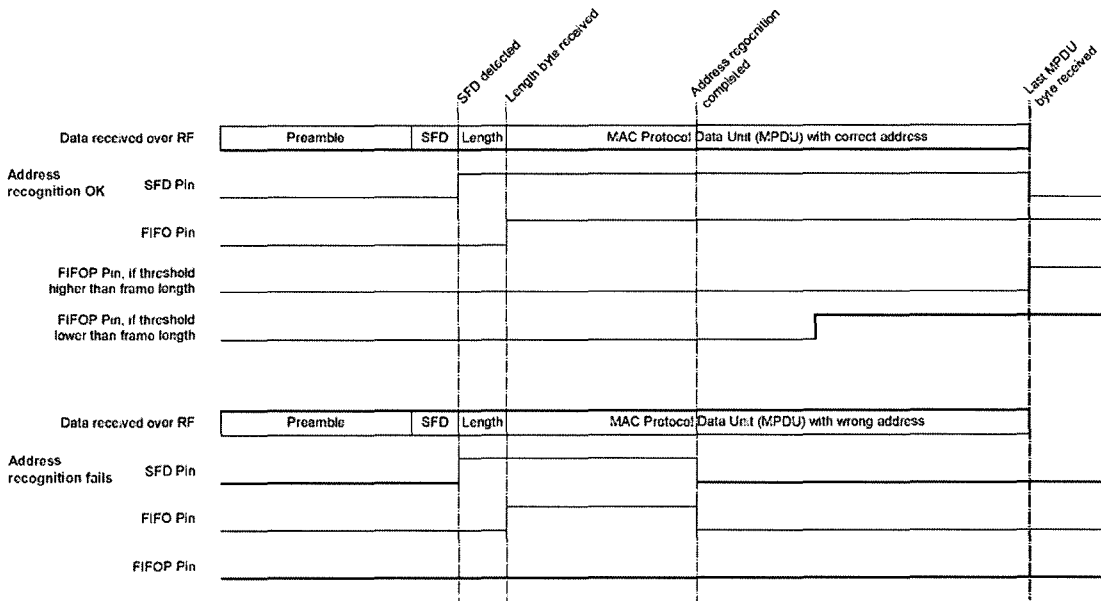 SFD detected
Length byte received
Address regocnition
completed
Last MPDU
byte received
Data received over RF
Preamble
SFD
Length
MAC Protocol Data Unit (MPDU) with correct address
Address
recognition OK
SFD Pin
FIFO Pin
FIFOP Pin, if threshold
higher than frame length
FIFOP Pin, if threshold
lower than frame length
Data received over RF
Preamble
SFD
Length
MAC Protocol Data Unit (MPDU) with wrong address
Address
recognition fails
SFD Pin
FIFO Pin
FIFOP Pin